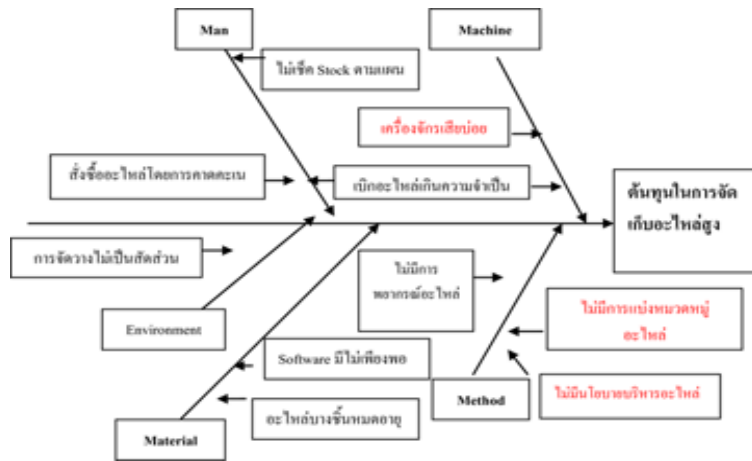 Man
Machine
ไม่เช็ค Stock ตามแผน
เครื่องจักรเสียบ่อย
สั่งซื้ออะไหล่โดยการคาดคะเน
เบิกอะไหล่เกินความจำเป็น
ต้นทุนในการจัด
เก็บอะไหล่สูง
การจัดวางไม่เป็นสัดส่วน
ไม่มีการ
พยากรณ์อะไหล่
Environment
ไม่มีการแบ่งหมวดหมู่
อะไหล่
Software มีไม่เพียงพอ
ไม่มีนโยบายบริหารอะไหล่
Method
อะไหล่บางชิ้นหมดอายุ
Material